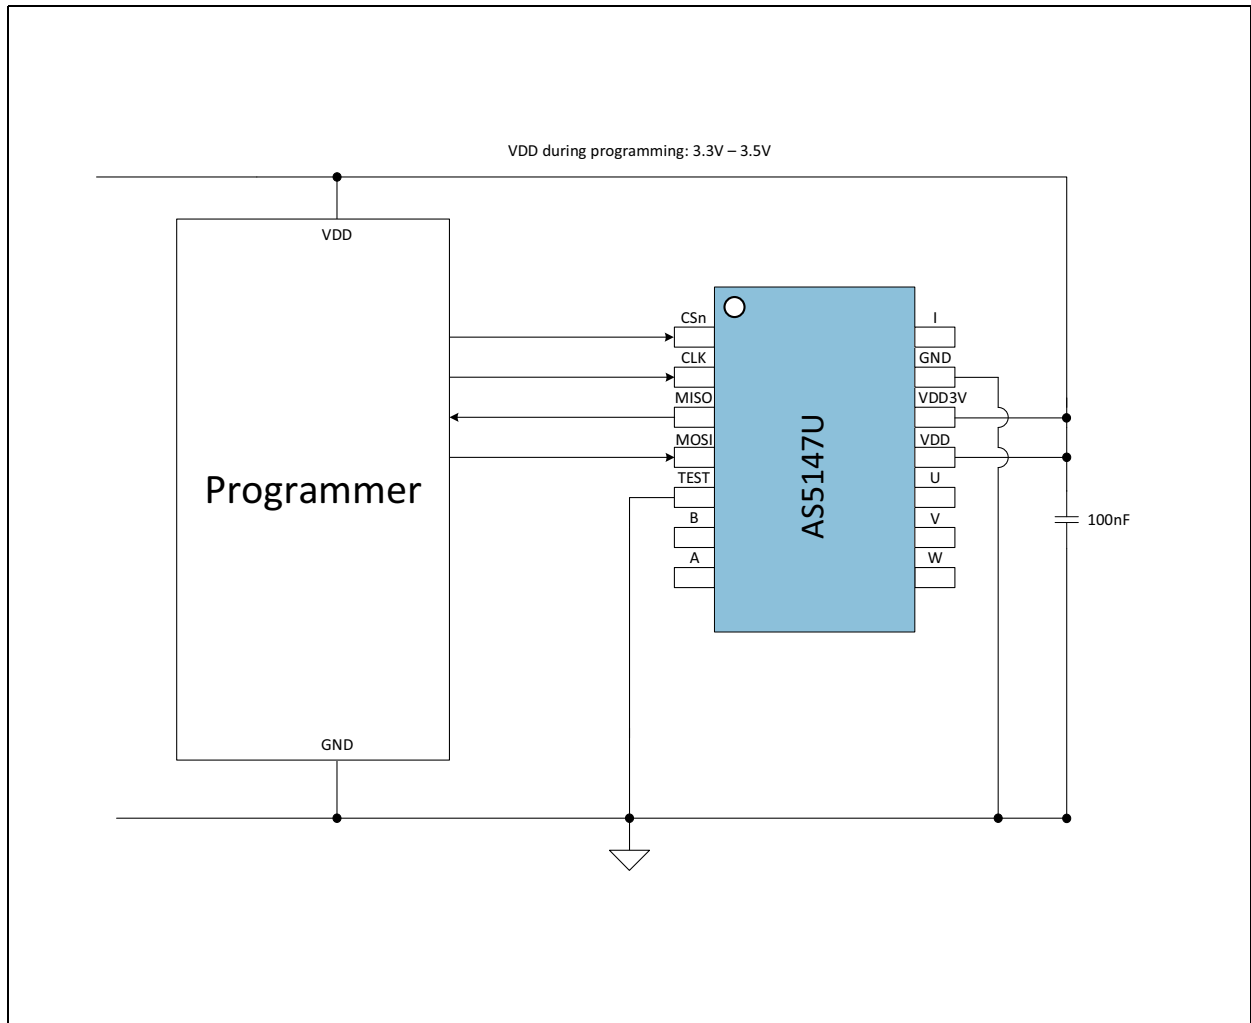 VDD during programming: 3.3V – 3.5V
VDD
Programmer
GND
CSn
CLK
MISO
MOSI
TEST
B
A
AS5147U
I
GND
VDD3V
VDD
U
V
W
100nF